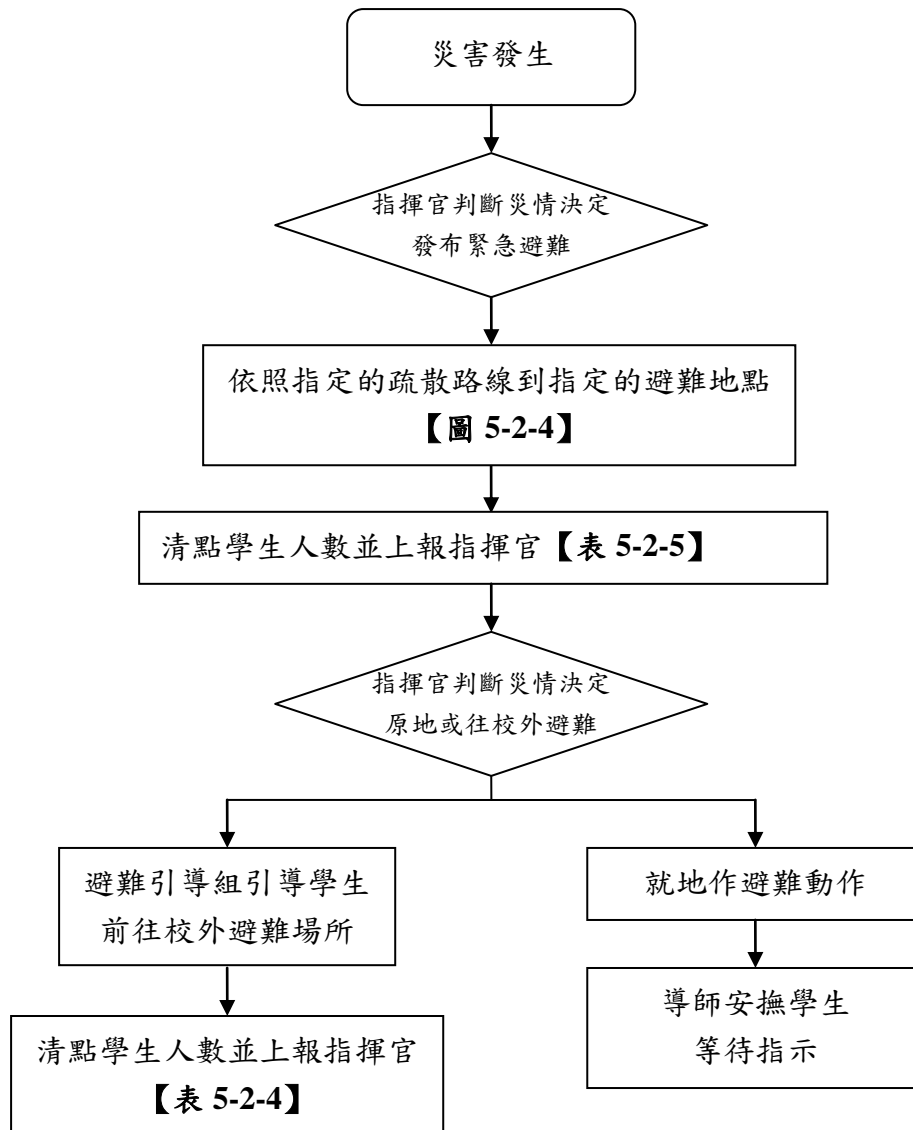 災害發生
指揮官判斷災情決定
發布緊急避難
依照指定的疏散路線到指定的避難地點
【圖 5-2-4】
清點學生人數並上報指揮官【表 5-2-5】
指揮官判斷災情決定
原地或往校外避難
避難引導組引導學生
前往校外避難場所
清點學生人數並上報指揮官
【表 5-2-4】
就地作避難動作
導師安撫學生
等待指示